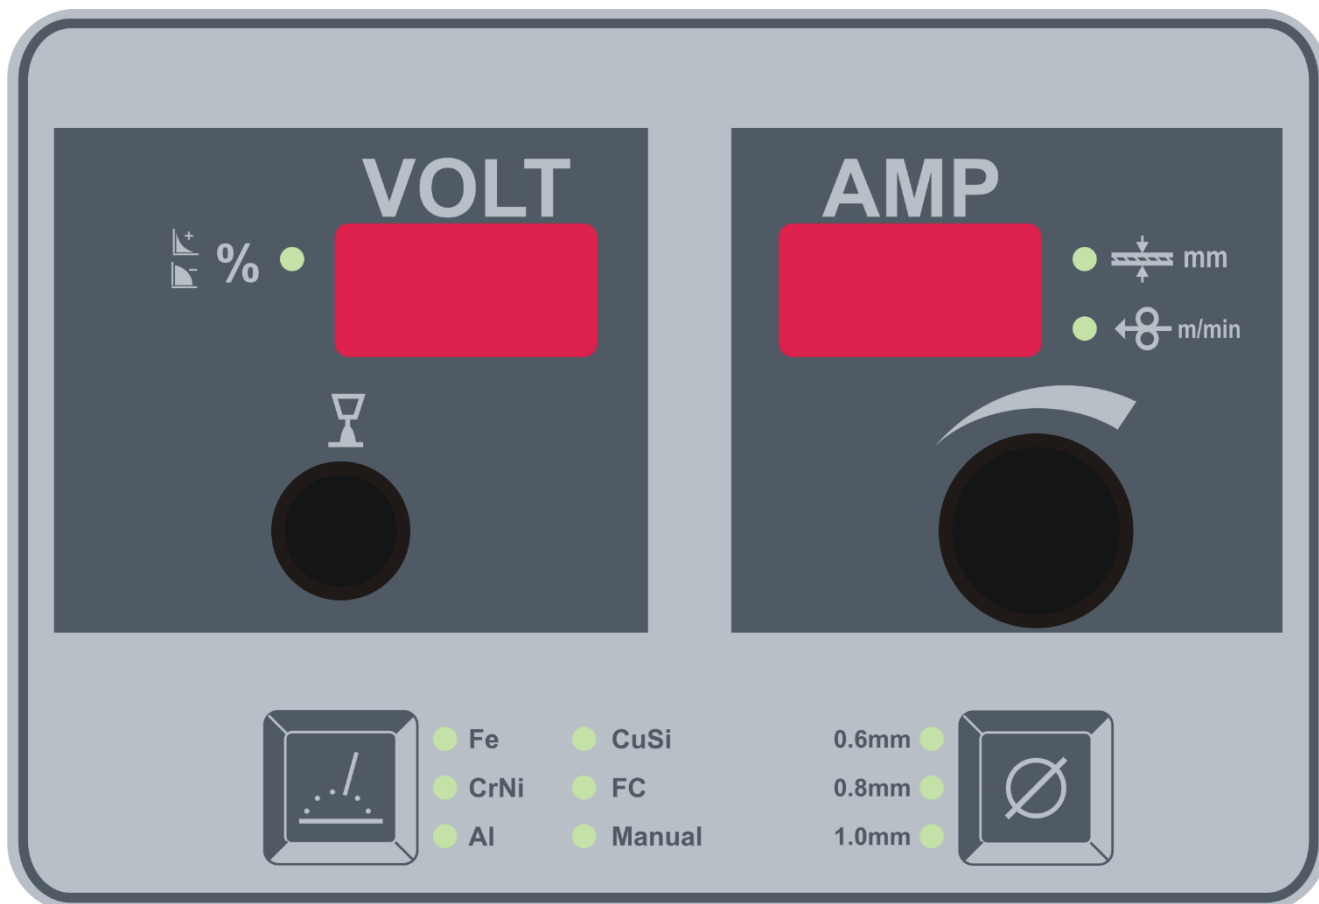 VOLT
AMP
+
-
%
mm
m/min
Fe
CuSi
0.6mm
CrNi
FC
0.8mm
Al
Manual
1.0mm